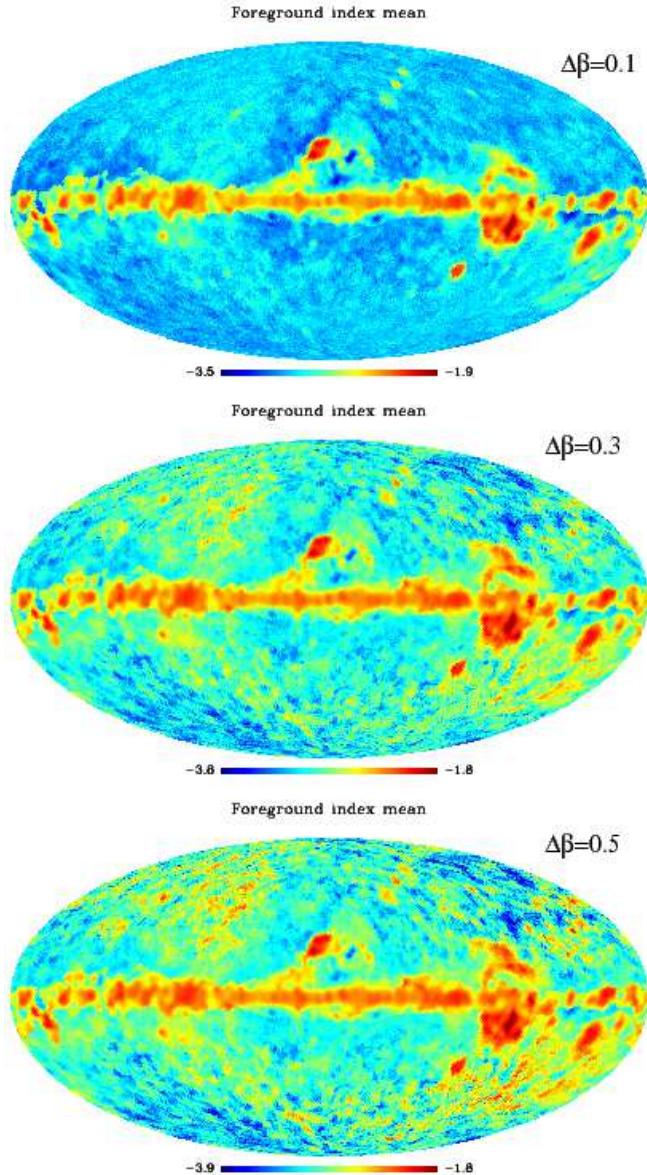 Foreground index mean
Δβ=0.1
−3.5 −1.9
Foreground index mean
Δβ=0.3
−3.8 −1.8
Foreground index mean
Δβ=0.5
−3.9 −1.8